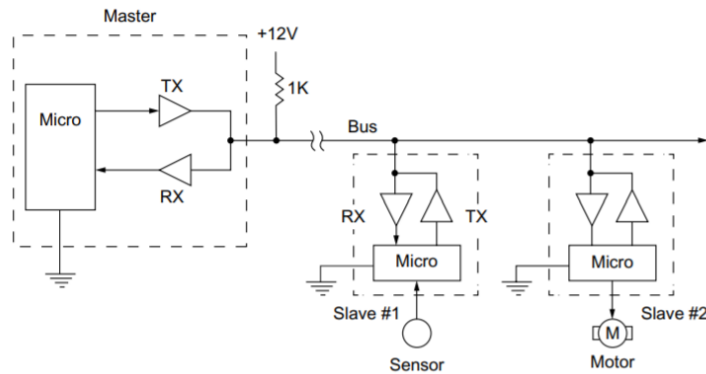 Master
+12V
TX
1K
Micro
Bus
RX
RX
TX
Micro
Micro
Slave #1
Slave #2
M
Sensor
Motor